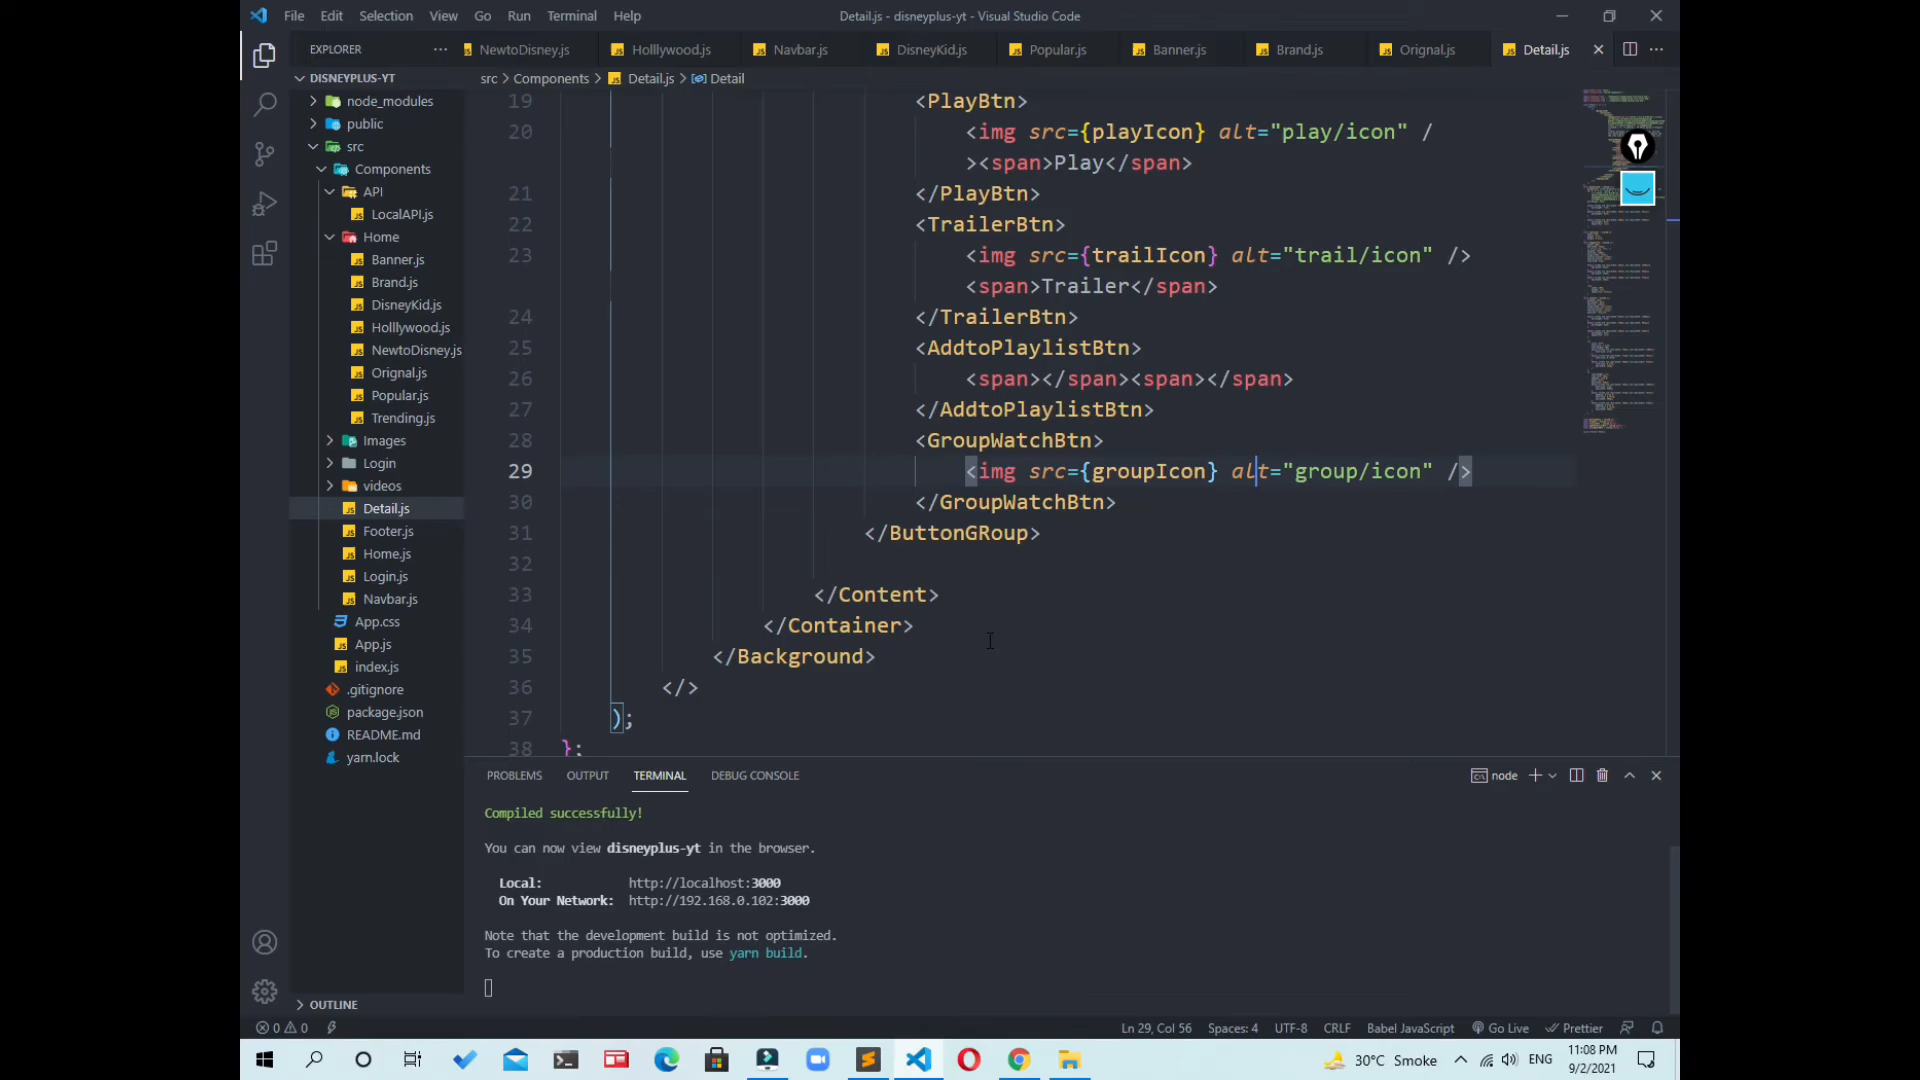 File Edit Selection View Go Run Terminal Help
Detail.js - disneyplus-yt - Visual Studio Code
EXPLORER
NewtoDisney.js Holllywood.js Navbar.js DisneyKid.js Popular.js Banner.js Brand.js Orignal.js Detail.js
DISNEYPLUS-YT
src > Components > Detail.js > Detail
node_modules
public
src
Components
API
LocalAPI.js
Home
Banner.js
Brand.js
DisneyKid.js
Holllywood.js
NewtoDisney.js
Orignal.js
Popular.js
Trending.js
Images
Login
videos
Detail.js
Footer.js
Home.js
Login.js
Navbar.js
App.css
App.js
index.js
.gitignore
package.json
README.md
yarn.lock
OUTLINE
19 <PlayBtn>
20 <img src={playIcon} alt="play/icon" /
><span>Play</span>
21 </PlayBtn>
22 <TrailerBtn>
23 <img src={trailIcon} alt="trail/icon" />
<span>Trailer</span>
24 </TrailerBtn>
25 <AddtoPlaylistBtn>
26 <span></span><span></span>
27 </AddtoPlaylistBtn>
28 <GroupWatchBtn>
29 <img src={groupIcon} alt="group/icon" />
30 </GroupWatchBtn>
31 </ButtonGRoup>
32
33 </Content>
34 </Container>
35 </Background>
36 </>
37 );
38 };
PROBLEMS OUTPUT TERMINAL DEBUG CONSOLE
node
Compiled successfully!
You can now view disneyplus-yt in the browser.
Local: http://localhost:3000
On Your Network: http://192.168.0.102:3000
Note that the development build is not optimized.
To create a production build, use yarn build.
0 0
Ln 29, Col 56 Spaces: 4 UTF-8 CRLF Babel JavaScript Go Live Prettier
30°C Smoke ENG
11:08 PM
9/2/2021